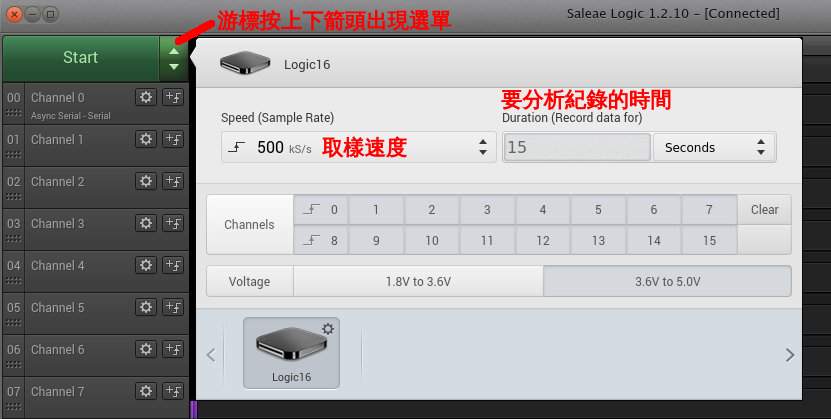 Saleae Logic 1.2.10 – [Connected]
游標按上下箭頭出現選單
Start
Logic16
00 Channel 0
Async Serial - Serial
01 Channel 1
02 Channel 2
03 Channel 3
04 Channel 4
05 Channel 5
06 Channel 6
07 Channel 7
要分析紀錄的時間
Speed (Sample Rate)
Duration (Record data for)
500 kS/s
取樣速度
15
Seconds
Channels
0 1 2 3 4 5 6 7 Clear
8 9 10 11 12 13 14 15
Voltage
1.8V to 3.6V
3.6V to 5.0V
Logic16